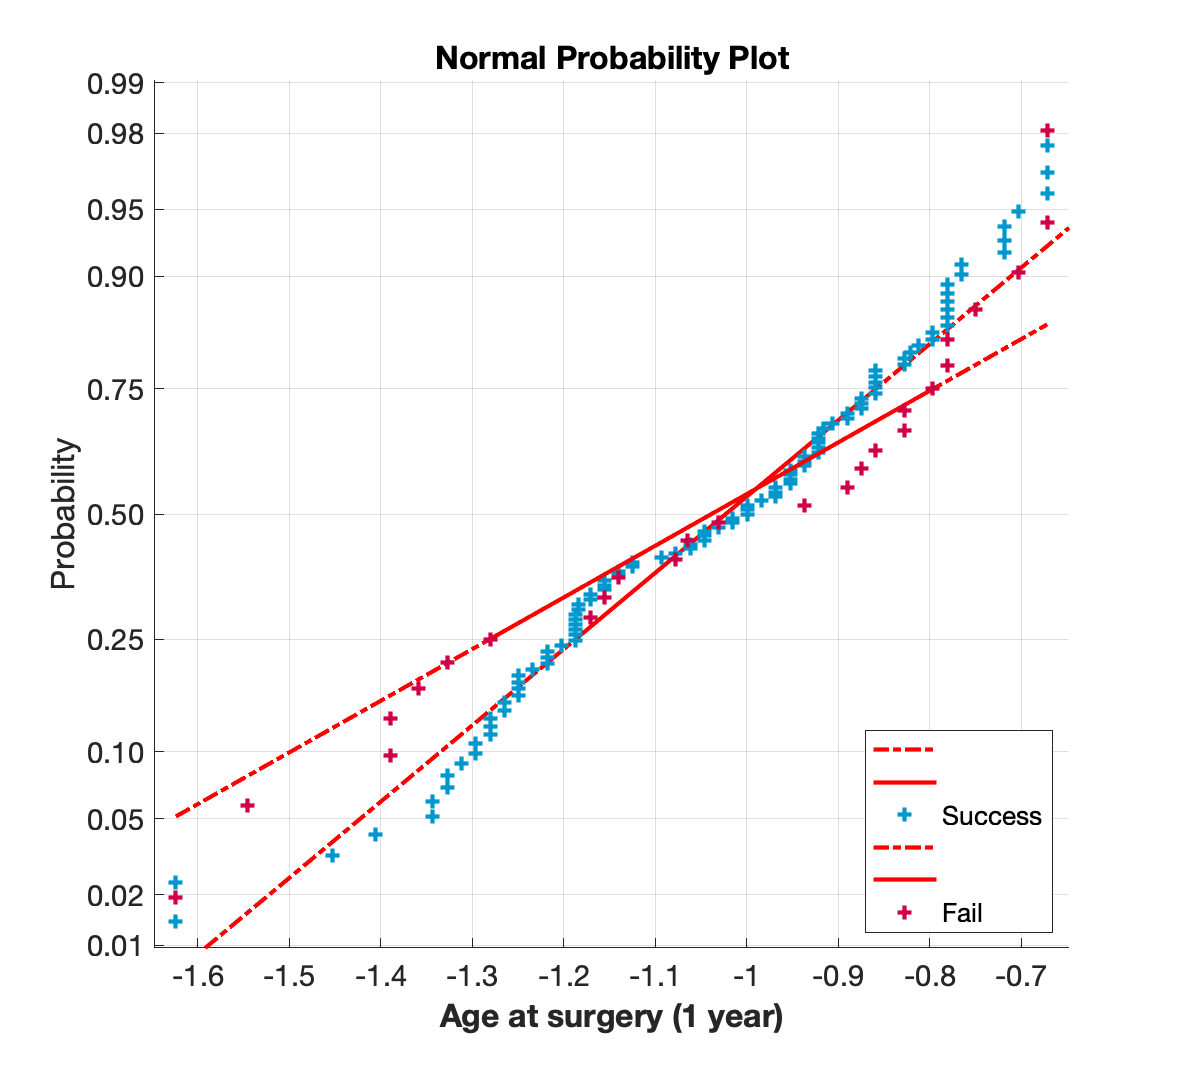 Normal Probability Plot
0.99
0.98
0.95
0.90
0.75
0.50
0.25
0.10
0.05
0.02
0.01
Probability
Success
Fail
-1.6 -1.5 -1.4 -1.3 -1.2 -1.1 -1 -0.9 -0.8 -0.7
Age at surgery (1 year)